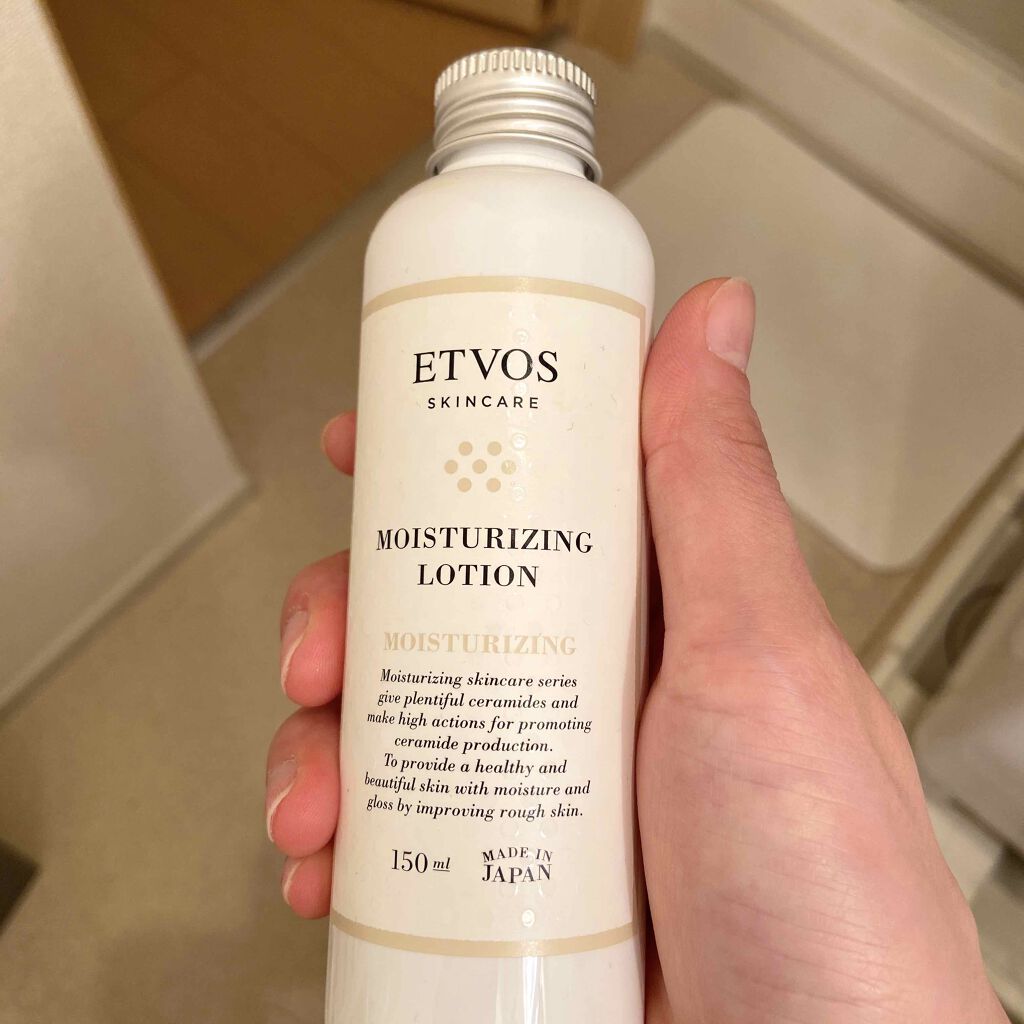 ETVOS
SKINCARE
MOISTURIZING
LOTION
MOISTURIZING
Moisturizing skincare series
give plentiful ceramides and
make high actions for promoting
ceramide production.
To provide a healthy and
beautiful skin with moisture and
gloss by improving rough skin.
150 ml
MADE IN
JAPAN